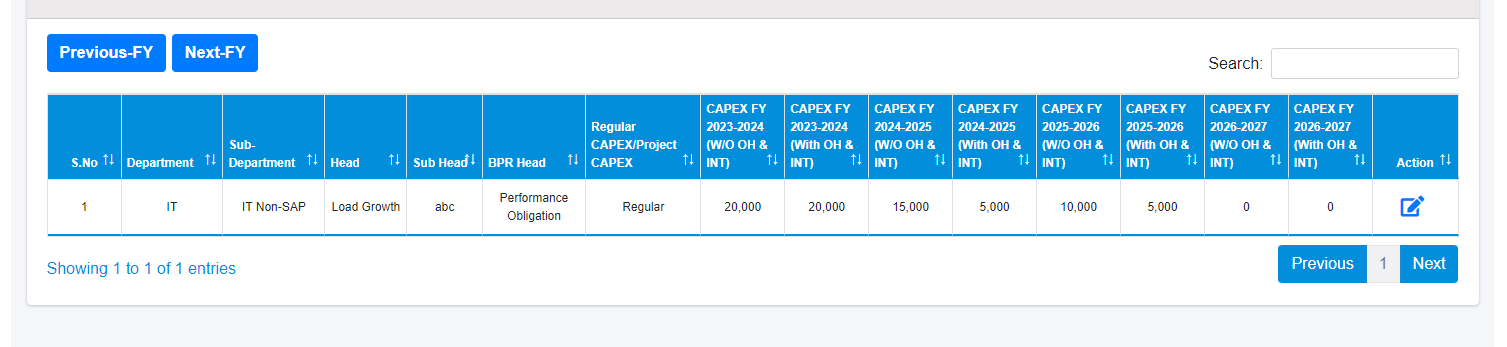 Previous-FY Next-FY
Search:
S.No Department Sub-Department Head Sub Head BPR Head Regular CAPEX/Project CAPEX CAPEX FY 2023-2024 (W/O OH & INT) CAPEX FY 2023-2024 (With OH & INT) CAPEX FY 2024-2025 (W/O OH & INT) CAPEX FY 2024-2025 (With OH & INT) CAPEX FY 2025-2026 (W/O OH & INT) CAPEX FY 2025-2026 (With OH & INT) CAPEX FY 2026-2027 (W/O OH & INT) CAPEX FY 2026-2027 (With OH & INT) Action
1 IT IT Non-SAP Load Growth abc Performance Obligation Regular 20,000 20,000 15,000 5,000 10,000 5,000 0 0
Showing 1 to 1 of 1 entries
Previous 1 Next